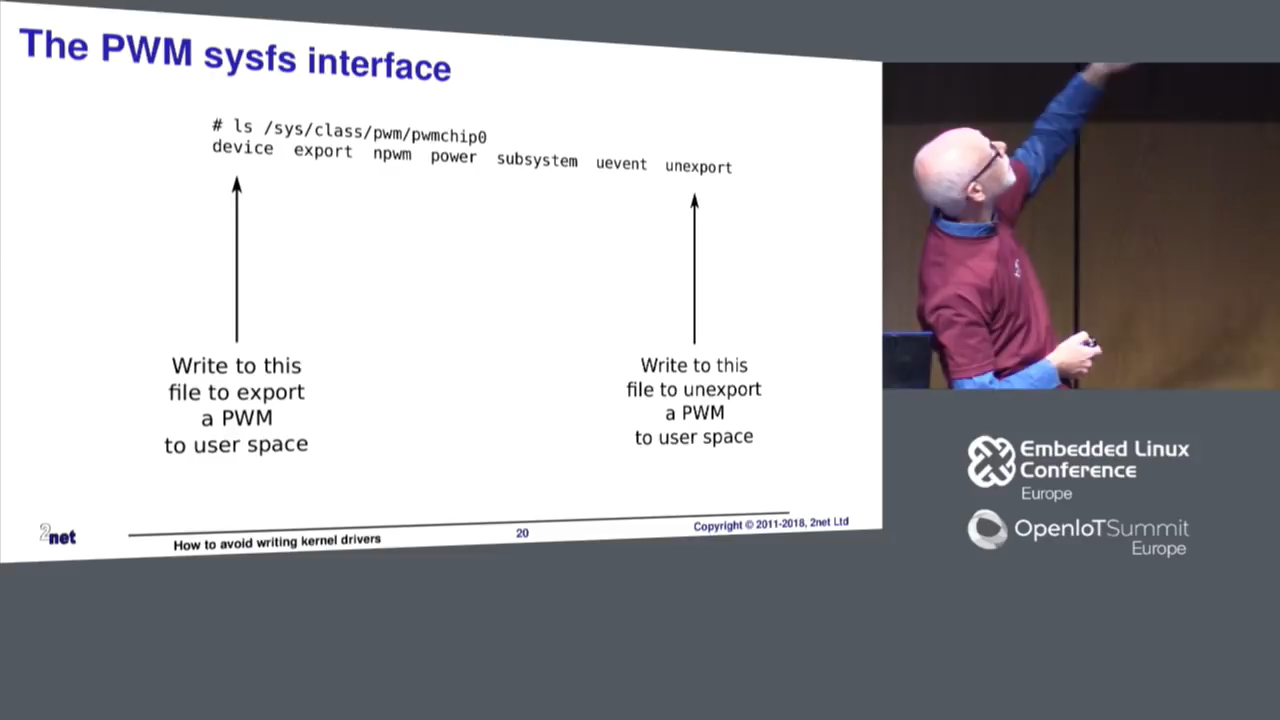 The PWM sysfs interface
# ls /sys/class/pwm/pwmchip0
device export npwm power subsystem uevent unexport
Write to this
file to export
a PWM
to user space
Write to this
file to unexport
a PWM
to user space
2net
How to avoid writing kernel drivers
20
Copyright © 2011-2018, 2net Ltd
Embedded Linux
Conference
Europe
OpenIoTSummit
Europe